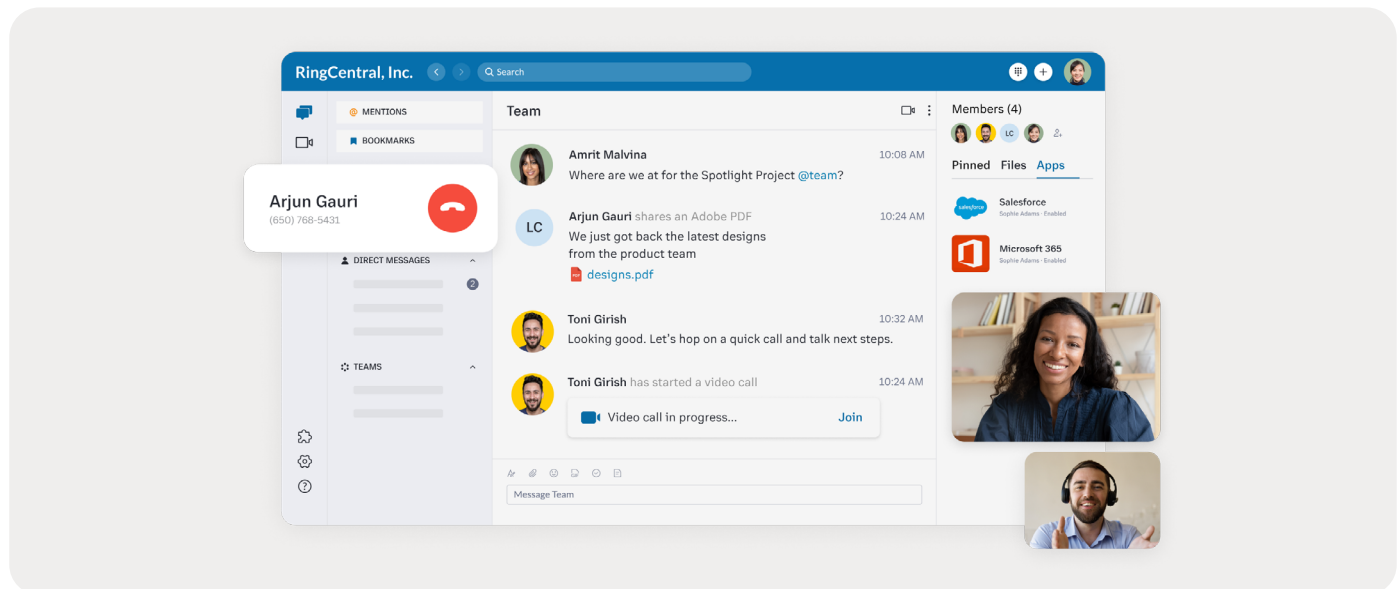 RingCentral, Inc.
Search
@ MENTIONS
BOOKMARKS
Arjun Gauri
(650) 768-5431
DIRECT MESSAGES
2
TEAMS
Team
Amrit Malvina
10:08 AM
Where are we at for the Spotlight Project @team?
LC
Arjun Gauri shares an Adobe PDF
10:24 AM
We just got back the latest designs
from the product team
PDF
designs.pdf
Toni Girish
10:32 AM
Looking good. Let's hop on a quick call and talk next steps.
Toni Girish has started a video call
10:24 AM
Video call in progress...
Join
Message Team
Members (4)
LC
Pinned Files Apps
salesforce
Salesforce
Sophie Adams · Enabled
Microsoft 365
Sophie Adams · Enabled